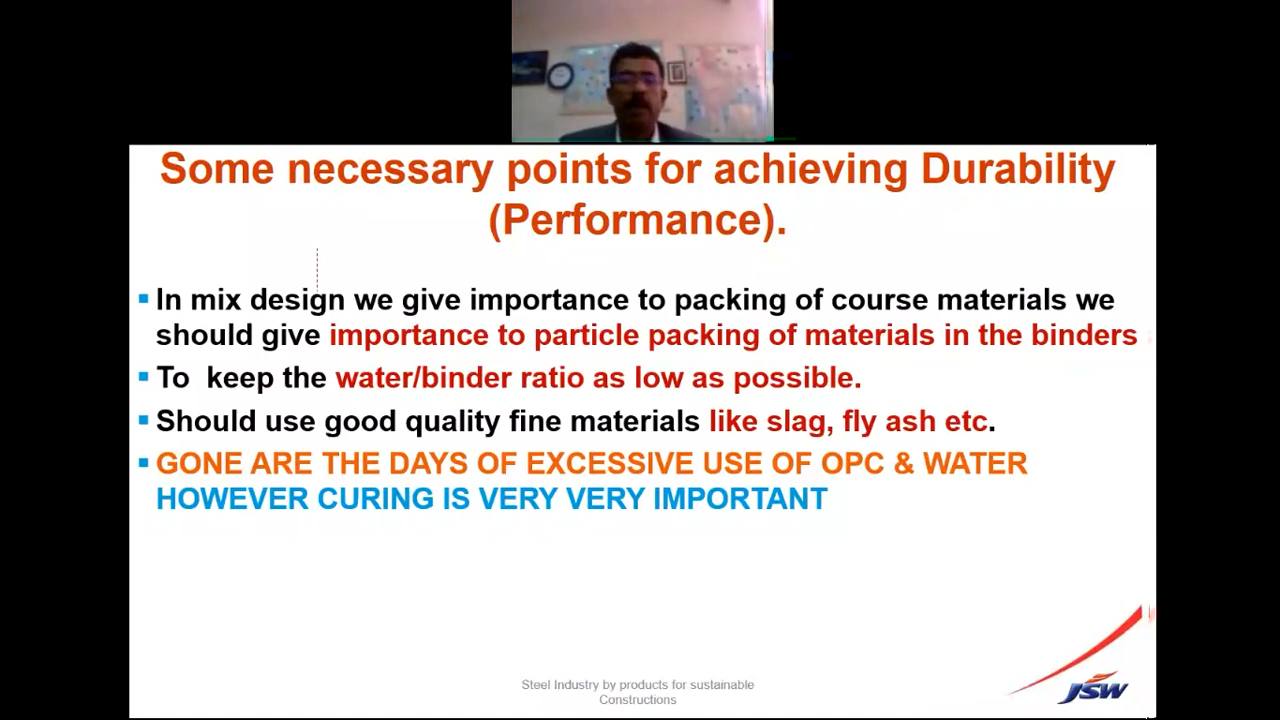 Some necessary points for achieving Durability
(Performance).
In mix design we give importance to packing of course materials we
should give importance to particle packing of materials in the binders
To keep the water/binder ratio as low as possible.
Should use good quality fine materials like slag, fly ash etc.
GONE ARE THE DAYS OF EXCESSIVE USE OF OPC & WATER
HOWEVER CURING IS VERY VERY IMPORTANT
Steel Industry by products for sustainable
Constructions
JSW